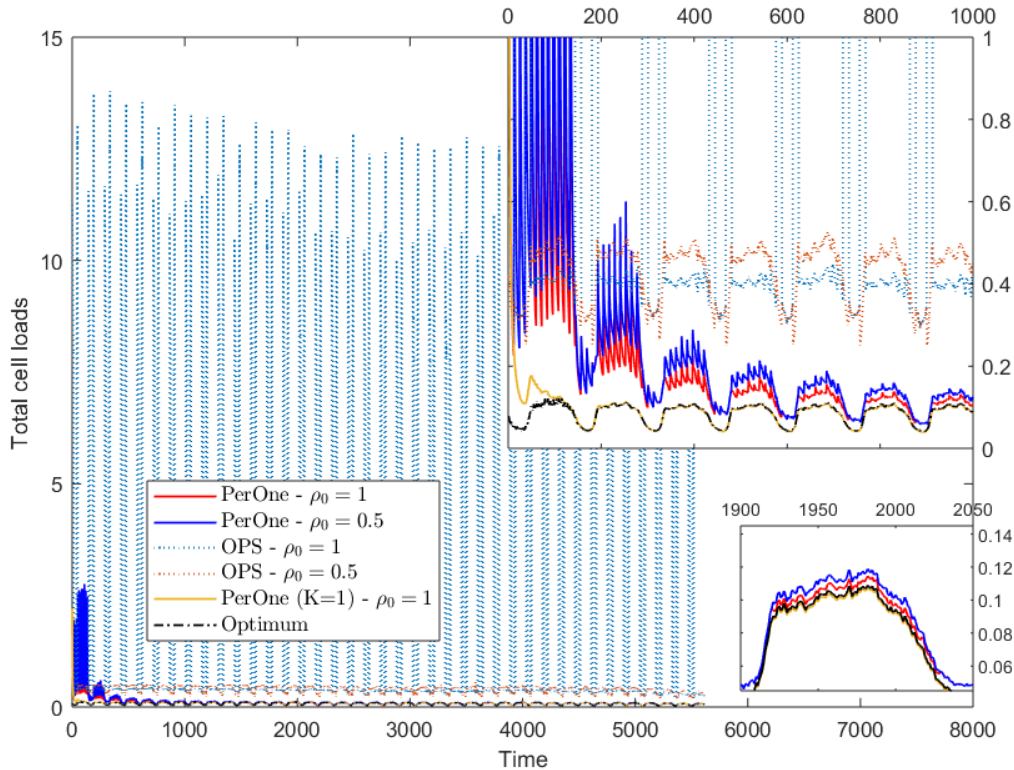 0 200 400 600 800 1000
15
1
0.8
0.6
10
0.4
0.2
0
Total cell loads
5
PerOne - ρ₀ = 1
PerOne - ρ₀ = 0.5
OPS - ρ₀ = 1
OPS - ρ₀ = 0.5
PerOne (K=1) - ρ₀ = 1
Optimum
1900 1950 2000 2050
0.14
0.12
0.1
0.08
0.06
0
0 1000 2000 3000 4000 5000 6000 7000 8000
Time